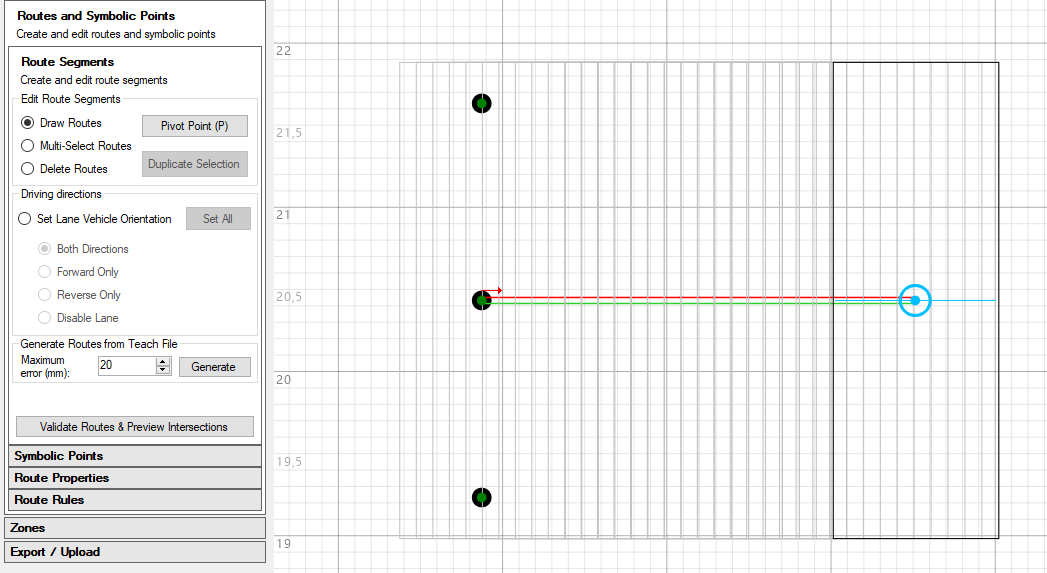 Routes and Symbolic Points
Create and edit routes and symbolic points
Route Segments
Create and edit route segments
Edit Route Segments
Draw Routes
Pivot Point (P)
Multi-Select Routes
Duplicate Selection
Delete Routes
Driving directions
Set Lane Vehicle Orientation
Set All
Both Directions
Forward Only
Reverse Only
Disable Lane
Generate Routes from Teach File
Maximum
error (mm):
20
Generate
Validate Routes & Preview Intersections
Symbolic Points
Route Properties
Route Rules
Zones
Export / Upload
22
21,5
21
20,5
20
19,5
19